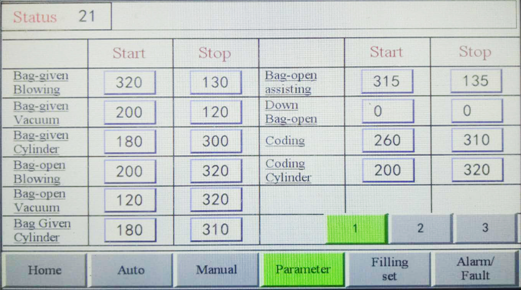 Status 21
Start Stop Start Stop
Bag-given Blowing 320 130 Bag-open assisting 315 135
Bag-given Vacuum 200 120 Down Bag-open 0 0
Bag-given Cylinder 180 300 Coding 260 310
Bag-open Blowing 200 320 Coding Cylinder 200 320
Bag-open Vacuum 120 320
Bag Given Cylinder 180 310 1 2 3
Home Auto Manual Parameter Filling set Alarm/ Fault